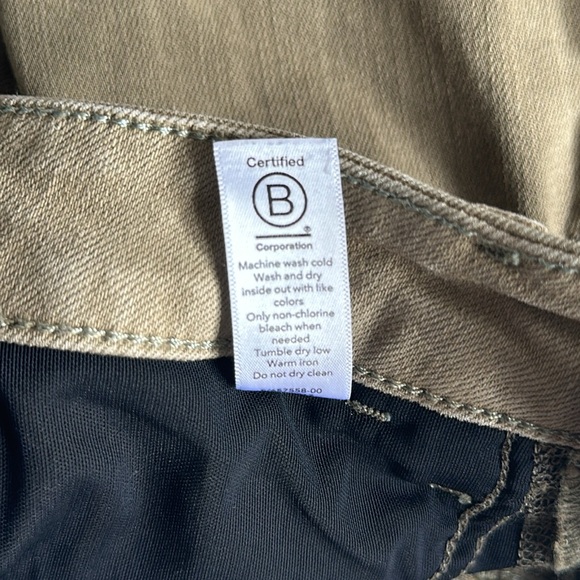 Certified
B
®
Corporation
Machine wash cold
Wash and dry
inside out with like
colors
Only non-chlorine
bleach when
needed
Tumble dry low
Warm iron
Do not dry clean